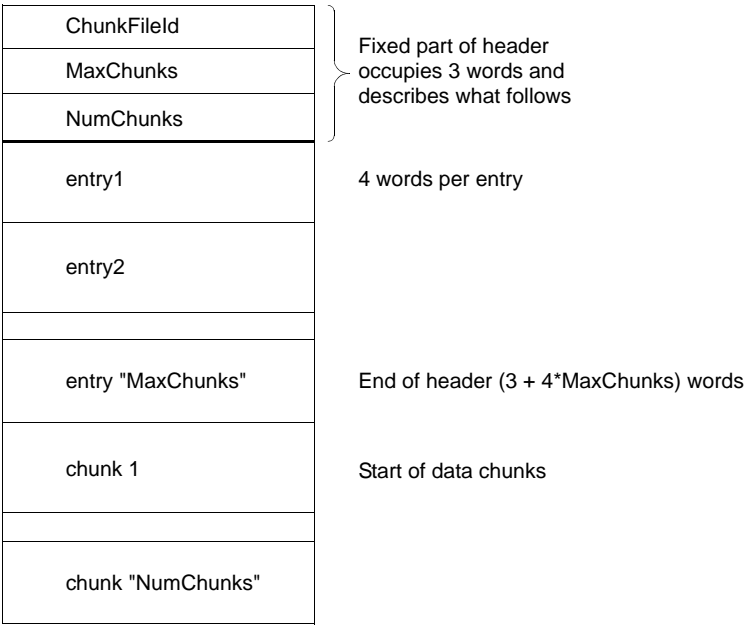 ChunkFileId
MaxChunks
NumChunks
Fixed part of header
occupies 3 words and
describes what follows
entry1
4 words per entry
entry2
entry "MaxChunks"
End of header (3 + 4*MaxChunks) words
chunk 1
Start of data chunks
chunk "NumChunks"